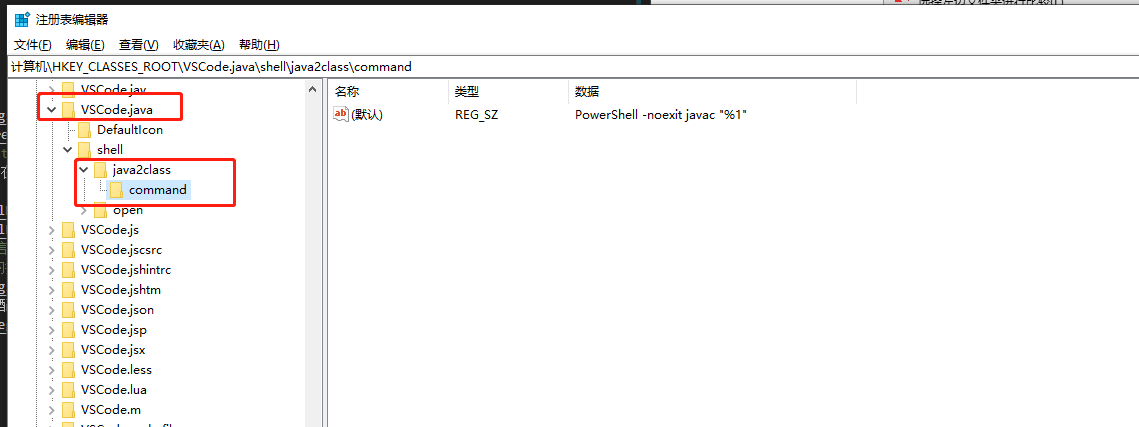 注册表编辑器
文件(F) 编辑(E) 查看(V) 收藏夹(A) 帮助(H)
计算机\HKEY_CLASSES_ROOT\VSCode.java\shell\java2class\command
VSCode.jav
VSCode.java
DefaultIcon
shell
java2class
command
open
VSCode.js
VSCode.jscsrc
VSCode.jshintrc
VSCode.jshtm
VSCode.json
VSCode.jsp
VSCode.jsx
VSCode.less
VSCode.lua
VSCode.m
名称 类型 数据
ab (默认) REG_SZ PowerShell -noexit javac "%1"